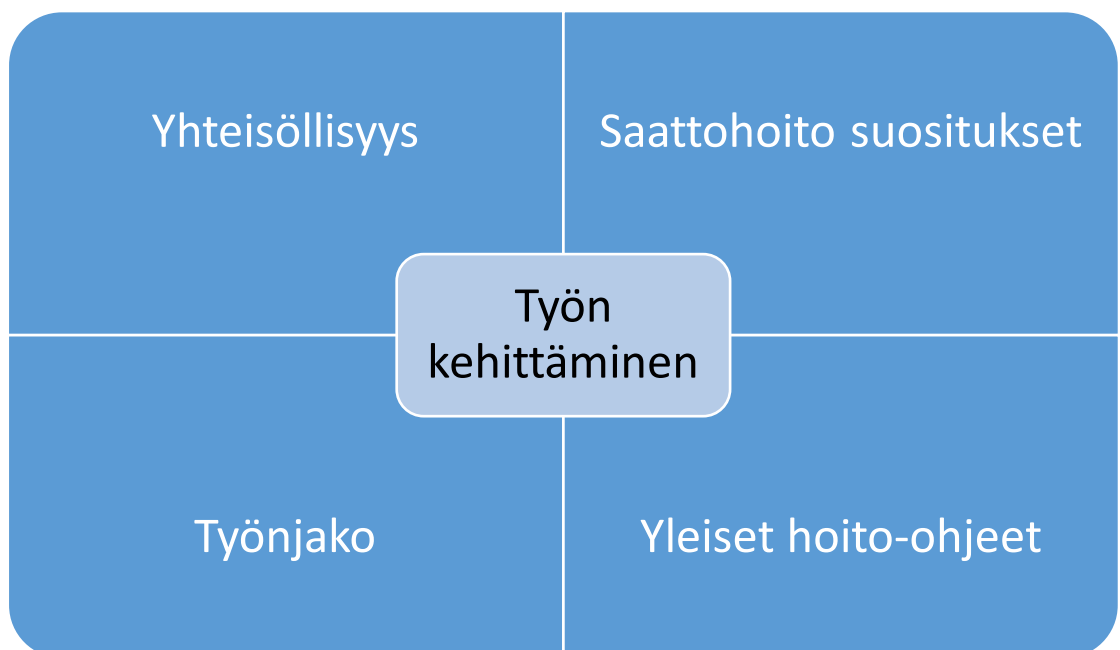 Yhteisöllisyys
Saattohoito suositukset
Työn
kehittäminen
Työnjako
Yleiset hoito-ohjeet